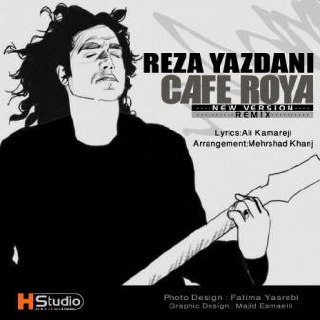 REZA YAZDANI
CAFE ROYA
NEW VERSION
REMIX
Lyrics:Ali Kamareji
Arrangement:Mehrshad Kharij
H Studio
Photo Design : Fatima Yasrebi
Graphic Design : Majid Esmaeili